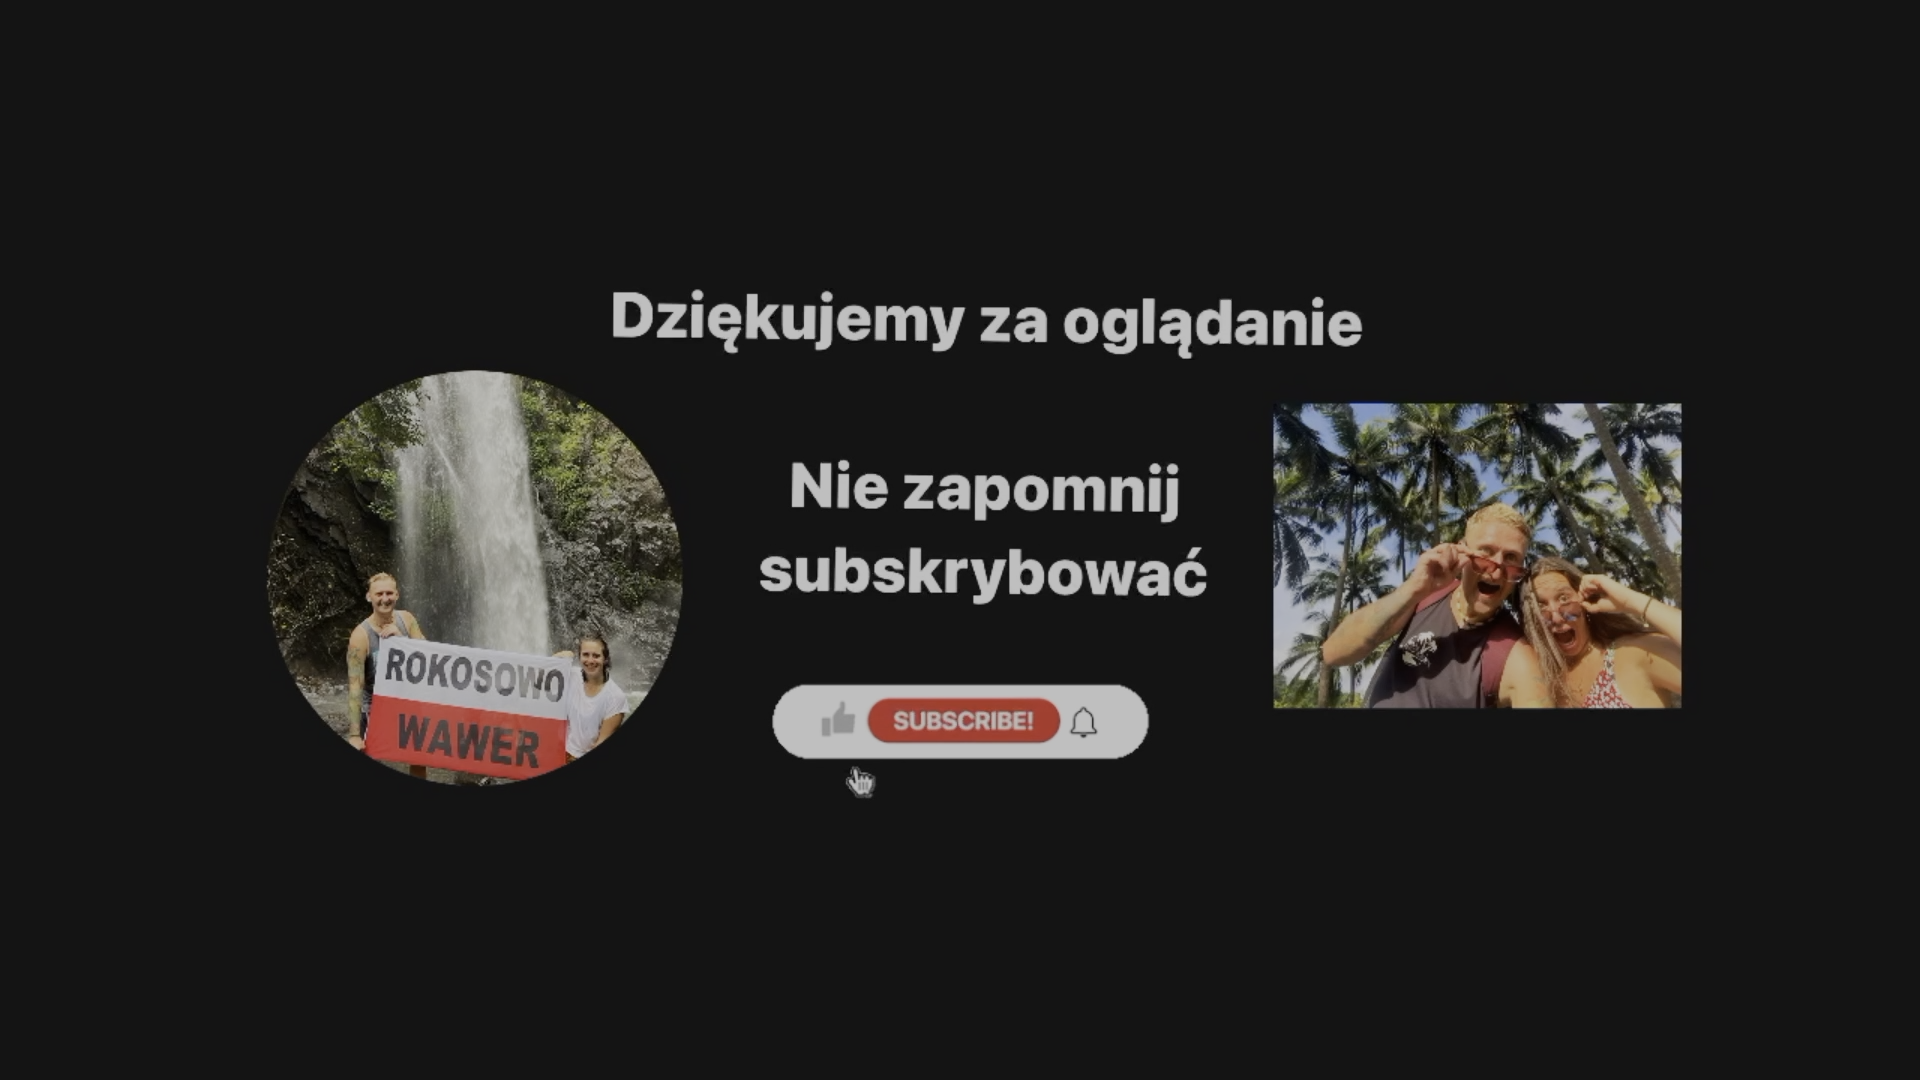 Dziękujemy za oglądanie
Nie zapomnij
subskrybować
SUBSCRIBE!
ROKOSOWO
WAWER